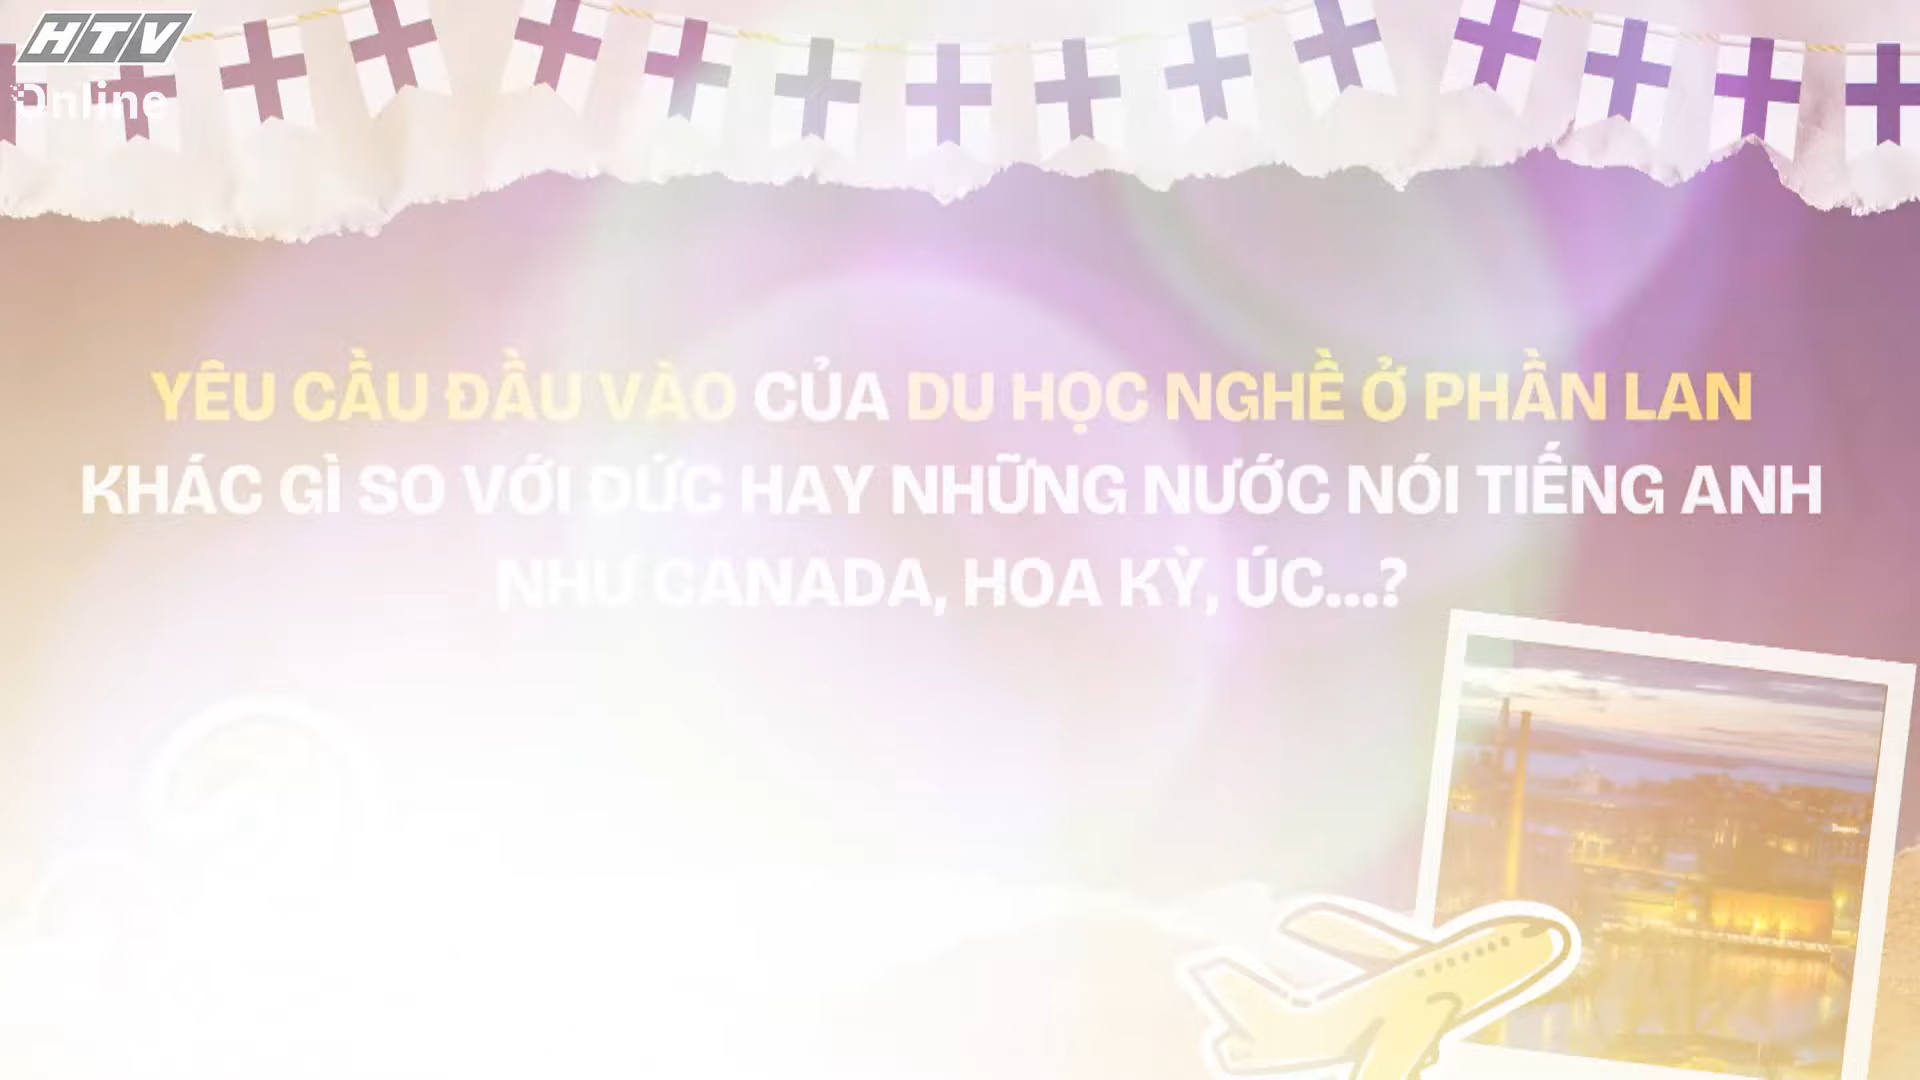 HTV
Online
YÊU CẦU ĐẦU VÀO CỦA DU HỌC NGHỀ Ở PHẦN LAN
KHÁC GÌ SO VỚI ĐỨC HAY NHỮNG NƯỚC NÓI TIẾNG ANH
NHƯ CANADA, HOA KỲ, ÚC...?